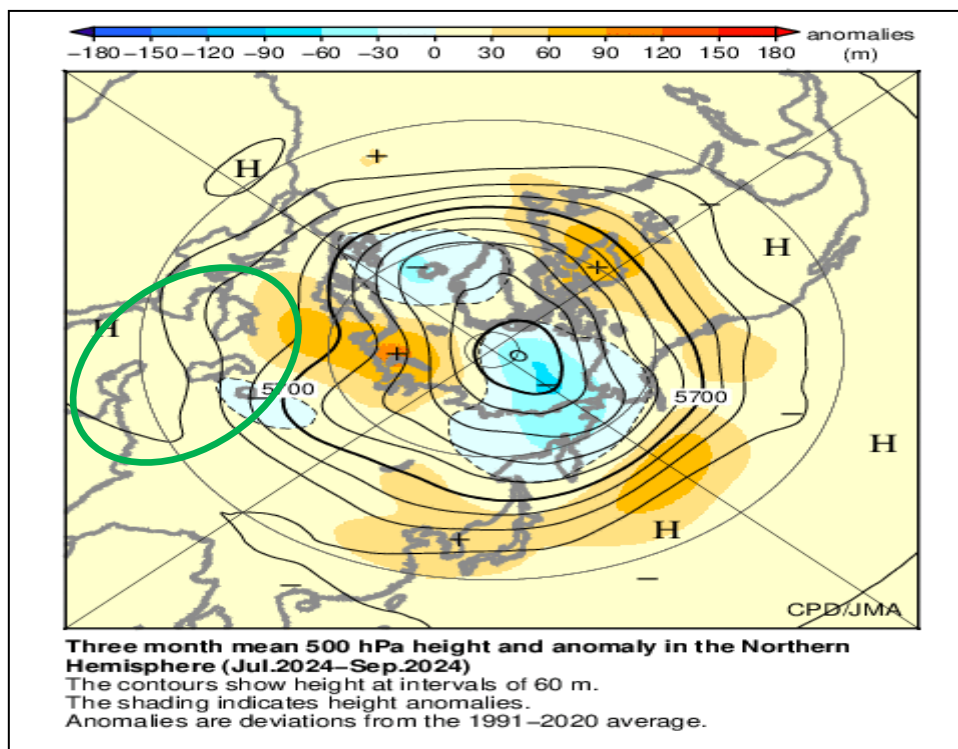 −180 −150 −120 −90 −60 −30 0 30 60 90 120 150 180 anomalies
(m)
H
H
H
5700
5700
H
H
CPD/JMA
Three month mean 500 hPa height and anomaly in the Northern
Hemisphere (Jul.2024−Sep.2024)
The contours show height at intervals of 60 m.
The shading indicates height anomalies.
Anomalies are deviations from the 1991−2020 average.